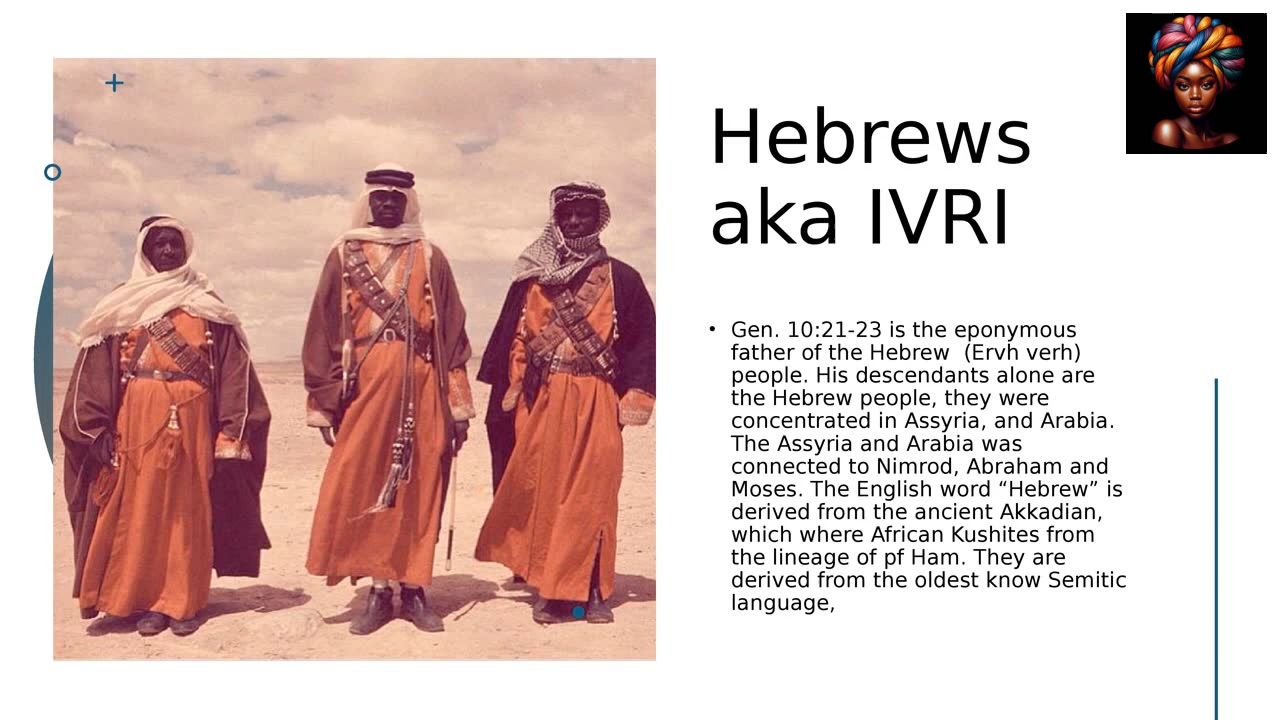 Hebrews
aka IVRI
• Gen. 10:21-23 is the eponymous
father of the Hebrew  (Ervh verh)
people. His descendants alone are
the Hebrew people, they were
concentrated in Assyria, and Arabia.
The Assyria and Arabia was
connected to Nimrod, Abraham and
Moses. The English word “Hebrew” is
derived from the ancient Akkadian,
which where African Kushites from
the lineage of pf Ham. They are
derived from the oldest know Semitic
language,